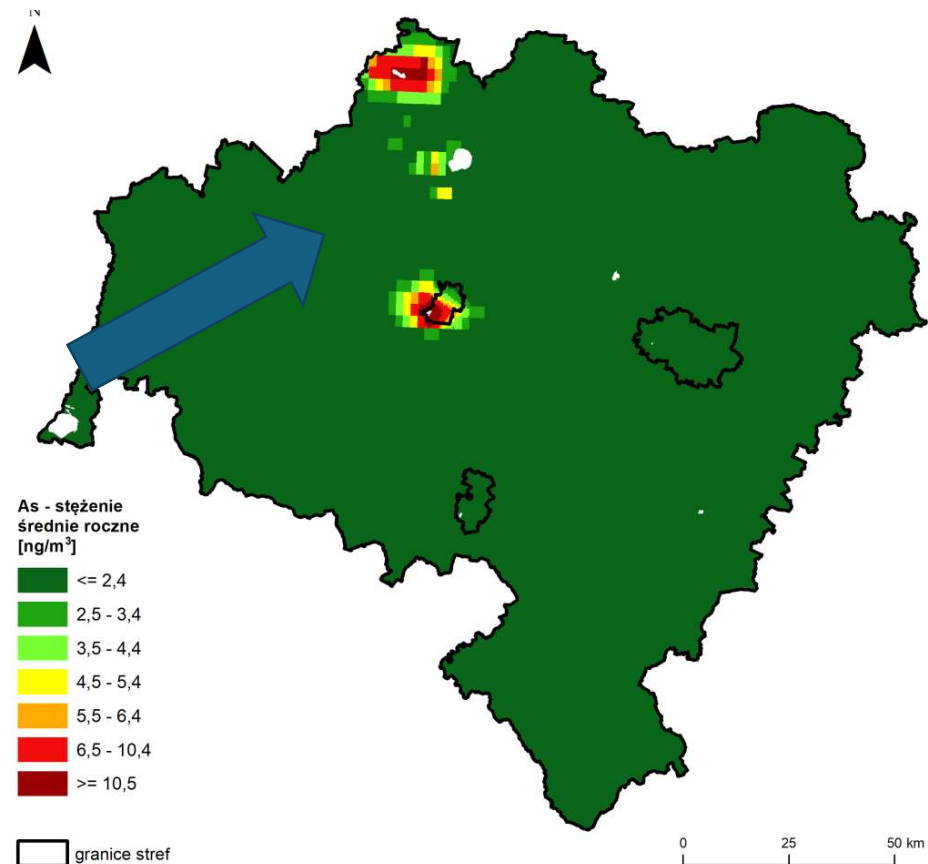 N
As - stężenie
średnie roczne
[ng/m³]
<= 2,4
2,5 - 3,4
3,5 - 4,4
4,5 - 5,4
5,5 - 6,4
6,5 - 10,4
>= 10,5
granice stref
0 25 50 km